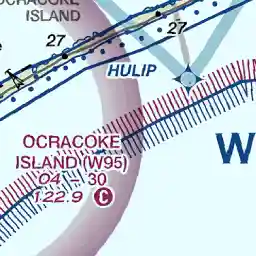 OCRACOKE
ISLAND
27
27
HULIP
OCRACOKE
ISLAND (W95)
04 - 30
122.9 C
W